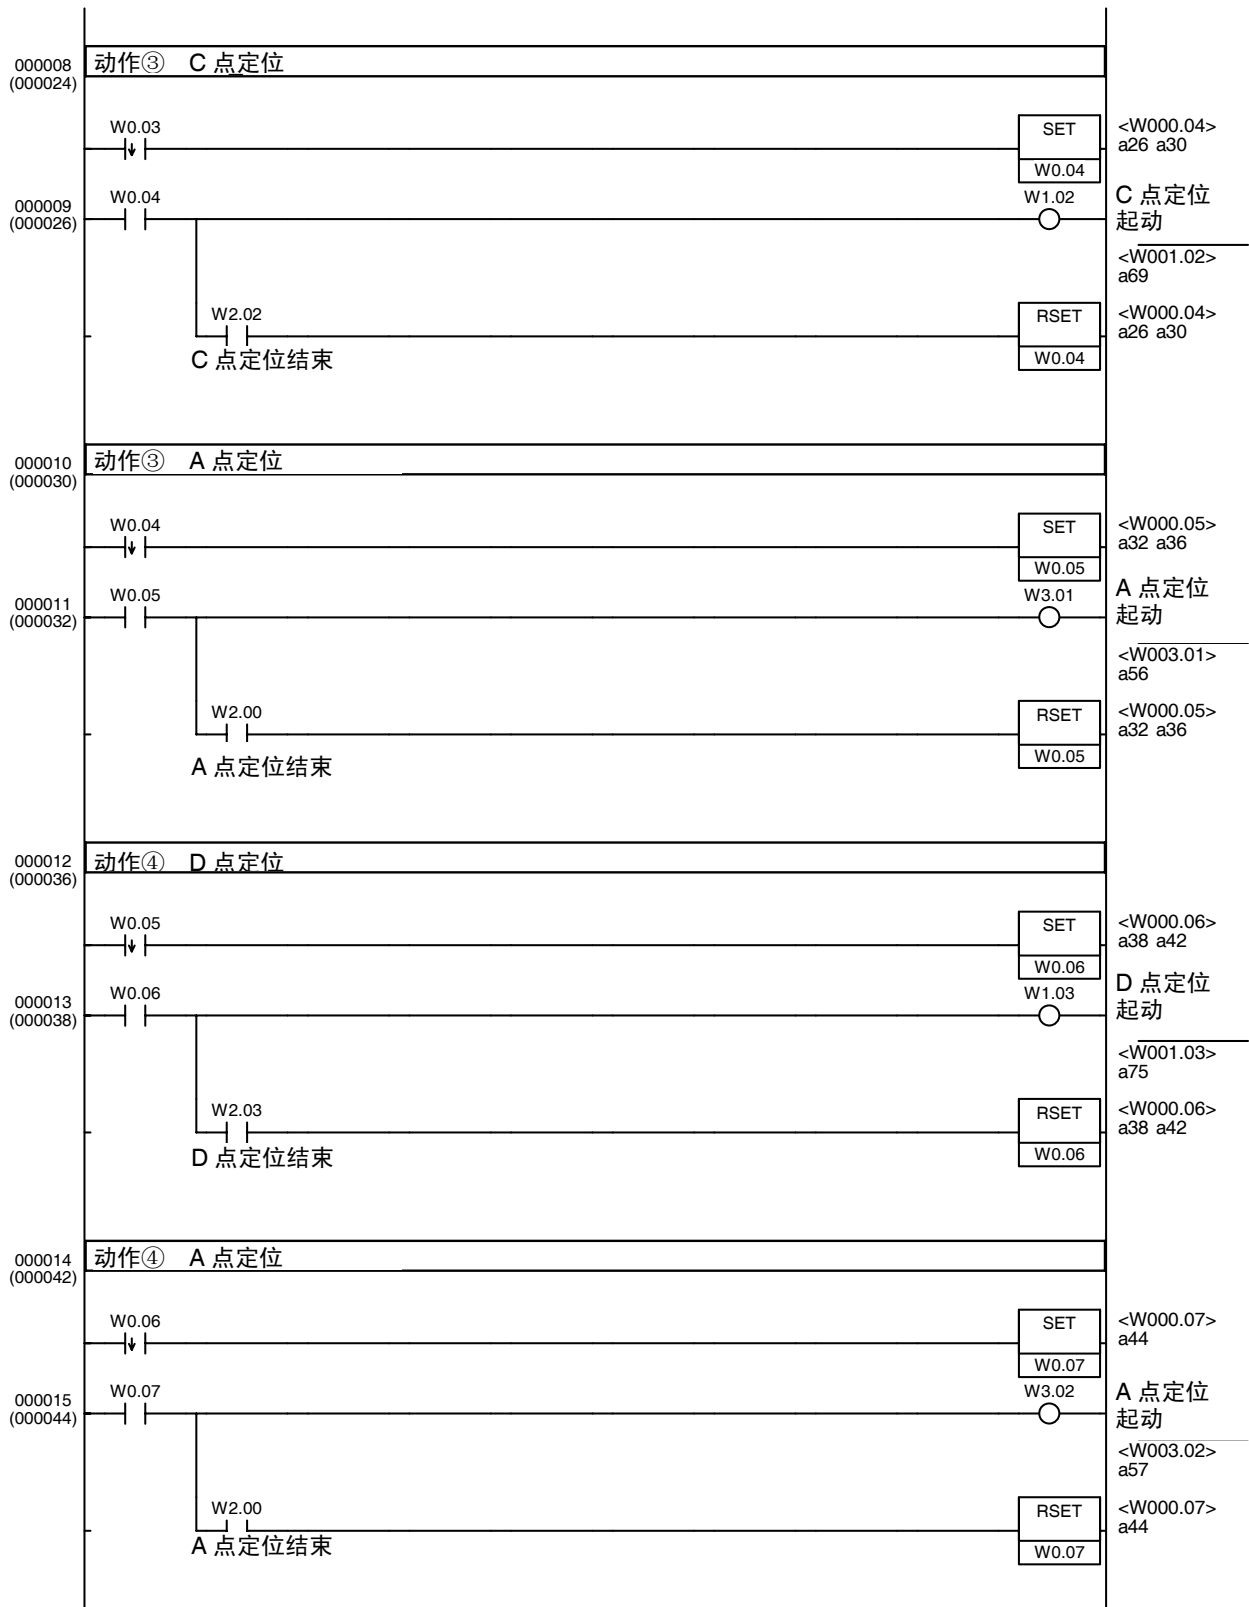 000008
(000024)
动作③ C 点定位
W0.03
SET
W0.04
<W000.04>
a26 a30
000009
(000026)
W0.04
W1.02
C 点定位
起动
<W001.02>
a69
W2.02
C 点定位结束
RSET
W0.04
<W000.04>
a26 a30
000010
(000030)
动作③ A 点定位
W0.04
SET
W0.05
<W000.05>
a32 a36
000011
(000032)
W0.05
W3.01
A 点定位
起动
<W003.01>
a56
W2.00
A 点定位结束
RSET
W0.05
<W000.05>
a32 a36
000012
(000036)
动作④ D 点定位
W0.05
SET
W0.06
<W000.06>
a38 a42
000013
(000038)
W0.06
W1.03
D 点定位
起动
<W001.03>
a75
W2.03
D 点定位结束
RSET
W0.06
<W000.06>
a38 a42
000014
(000042)
动作④ A 点定位
W0.06
SET
W0.07
<W000.07>
a44
000015
(000044)
W0.07
W3.02
A 点定位
起动
<W003.02>
a57
W2.00
A 点定位结束
RSET
W0.07
<W000.07>
a44